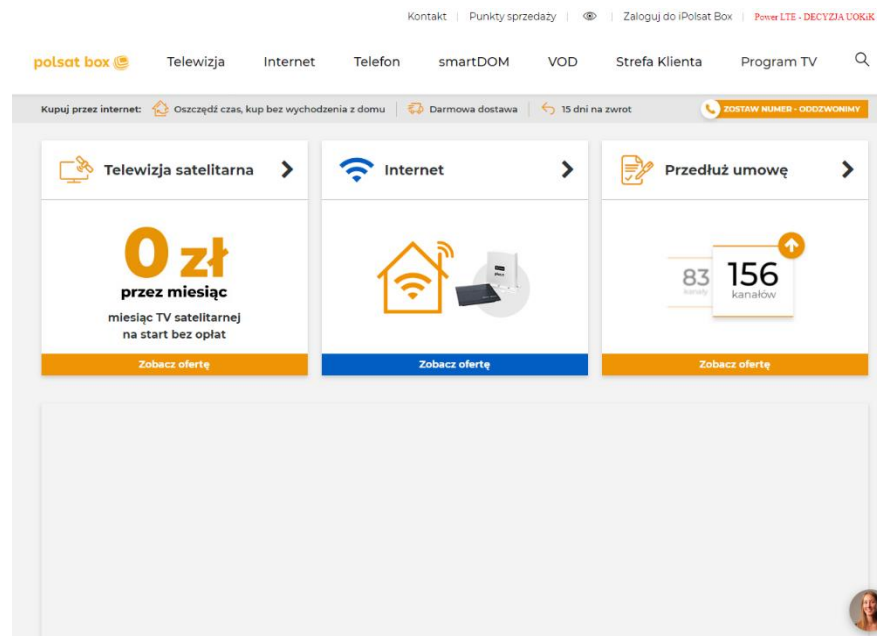 Kontakt Punkty sprzedaży Zaloguj do iPolsat Box Power LTE - DECYZJA UOKiK
polsat box Telewizja Internet Telefon smartDOM VOD Strefa Klienta Program TV
Kupuj przez internet: Oszczędź czas, kup bez wychodzenia z domu Darmowa dostawa 15 dni na zwrot ZOSTAW NUMER - ODDZWONIMY
Telewizja satelitarna
0 zł
przez miesiąc
miesiąc TV satelitarnej
na start bez opłat
Zobacz ofertę
Internet
Zobacz ofertę
Przedłuż umowę
83
kanały
156
kanałów
Zobacz ofertę